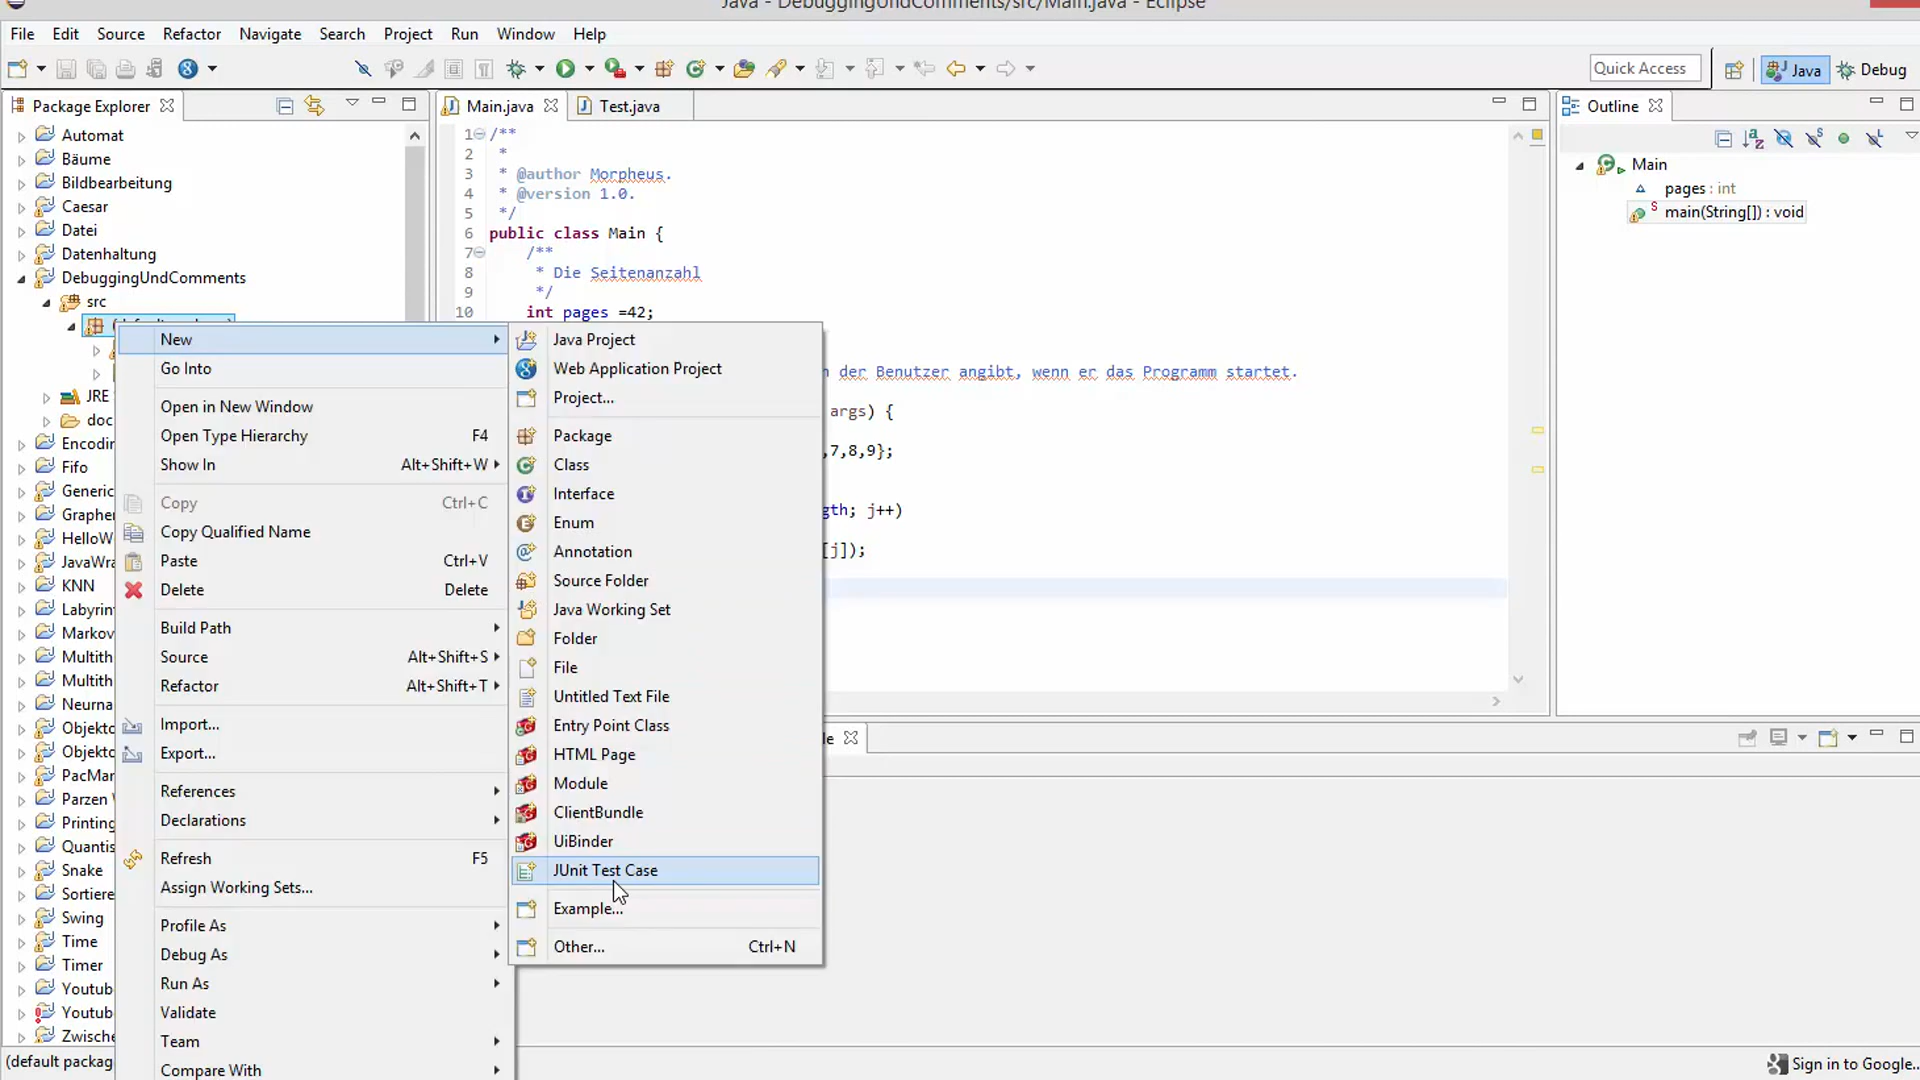 Java - DebuggingUndComments/src/Main.java - Eclipse
File Edit Source Refactor Navigate Search Project Run Window Help
Quick Access Java Debug
Package Explorer
Automat
Bäume
Bildbearbeitung
Caesar
Datei
Datenhaltung
DebuggingUndComments
src
JRE
doc
Encodin
Fifo
Generic
Graphe
HelloW
JavaWra
KNN
Labyrin
Markov
Multith
Multith
Neurna
Objekto
Objekto
PacMar
Parzen
Printing
Quantis
Snake
Sortiere
Swing
Time
Timer
Youtub
Youtub
Zwische
(default packag
New
Go Into
Open in New Window
Open Type Hierarchy F4
Show In Alt+Shift+W
Copy Ctrl+C
Copy Qualified Name
Paste Ctrl+V
Delete Delete
Build Path
Source Alt+Shift+S
Refactor Alt+Shift+T
Import...
Export...
References
Declarations
Refresh F5
Assign Working Sets...
Profile As
Debug As
Run As
Validate
Team
Compare With
Java Project
Web Application Project
Project...
Package
Class
Interface
Enum
Annotation
Source Folder
Java Working Set
Folder
File
Untitled Text File
Entry Point Class
HTML Page
Module
ClientBundle
UiBinder
JUnit Test Case
Example...
Other... Ctrl+N
Main.java Test.java
1 /**
2 *
3 * @author Morpheus.
4 * @version 1.0.
5 */
6 public class Main {
7 /**
8 * Die Seitenanzahl
9 */
10 int pages =42;
der Benutzer angibt, wenn er das Programm startet.
args) {
,7,8,9};
gth; j++)
[j]);
le
Outline
Main
pages : int
S main(String[]) : void
Sign in to Google...